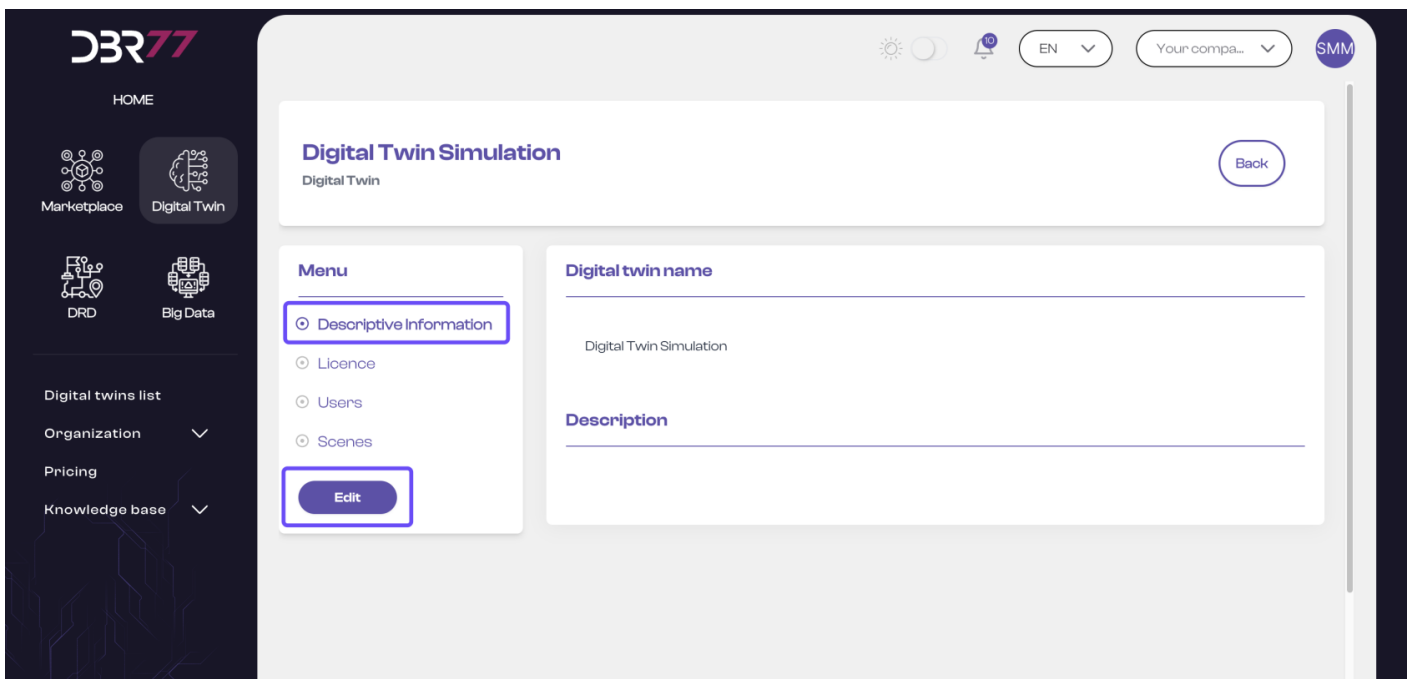 DBR77
HOME
Marketplace
Digital Twin
DRD
Big Data
Digital twins list
Organization
Pricing
Knowledge base
10
EN
Your compa...
SMM
Digital Twin Simulation
Digital Twin
Back
Menu
Descriptive Information
Licence
Users
Scenes
Edit
Digital twin name
Digital Twin Simulation
Description